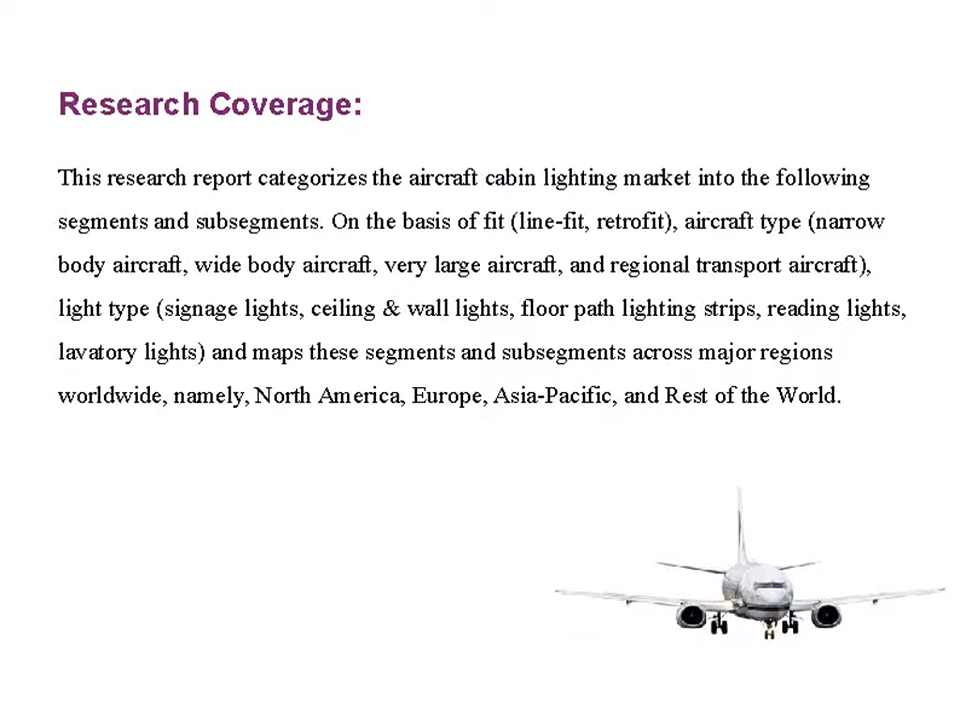 Research Coverage:
This research report categorizes the aircraft cabin lighting market into the following
segments and subsegments. On the basis of fit (line-fit, retrofit), aircraft type (narrow
body aircraft, wide body aircraft, very large aircraft, and regional transport aircraft),
light type (signage lights, ceiling & wall lights, floor path lighting strips, reading lights,
lavatory lights) and maps these segments and subsegments across major regions
worldwide, namely, North America, Europe, Asia-Pacific, and Rest of the World.